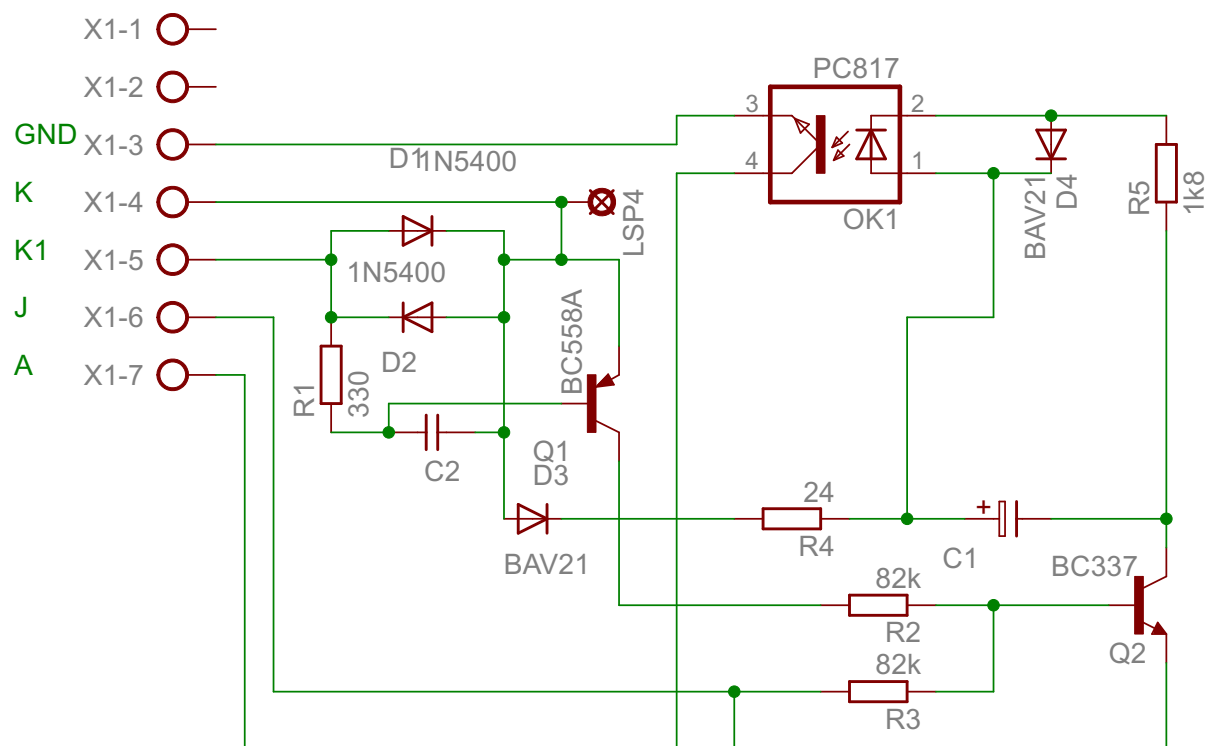 X1-1
PC817
X1-2
3
2
GND
X1-3
D1
1N5400
4
1
K
X1-4
LSP4
OK1
BAV21
D4
R5
1k8
K1
X1-5
1N5400
J
X1-6
BC558A
A
X1-7
D2
R1
330
C2
Q1
D3
24
+
BAV21
R4
C1
BC337
82k
R2
Q2
82k
R3